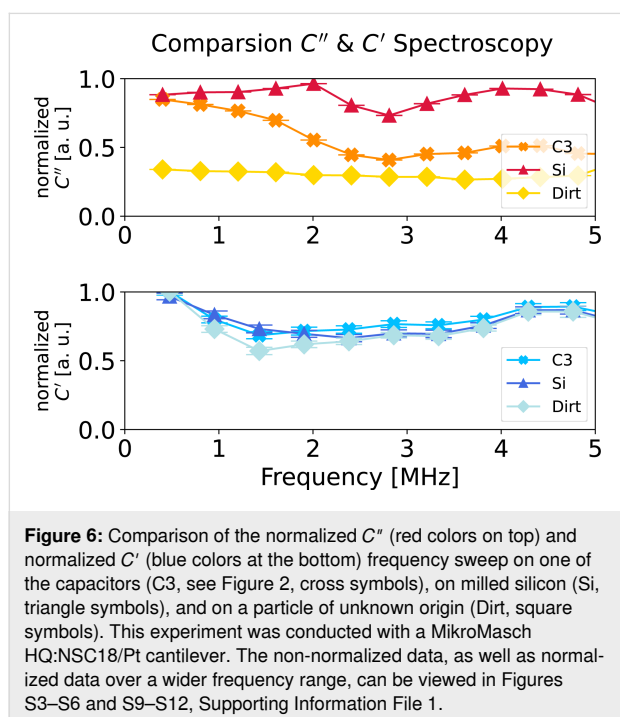 Comparsion C″ & C′ Spectroscopy
normalized
C″ [a. u.]
1.0
0.5
0.0
C3
Si
Dirt
0 1 2 3 4 5
normalized
C′ [a. u.]
1.0
0.5
0.0
C3
Si
Dirt
0 1 2 3 4 5
Frequency [MHz]
Figure 6: Comparison of the normalized C″ (red colors on top) and
normalized C′ (blue colors at the bottom) frequency sweep on one of
the capacitors (C3, see Figure 2, cross symbols), on milled silicon (Si,
triangle symbols), and on a particle of unknown origin (Dirt, square
symbols). This experiment was conducted with a MikroMasch
HQ:NSC18/Pt cantilever. The non-normalized data, as well as normal-
ized data over a wider frequency range, can be viewed in Figures
S3–S6 and S9–S12, Supporting Information File 1.